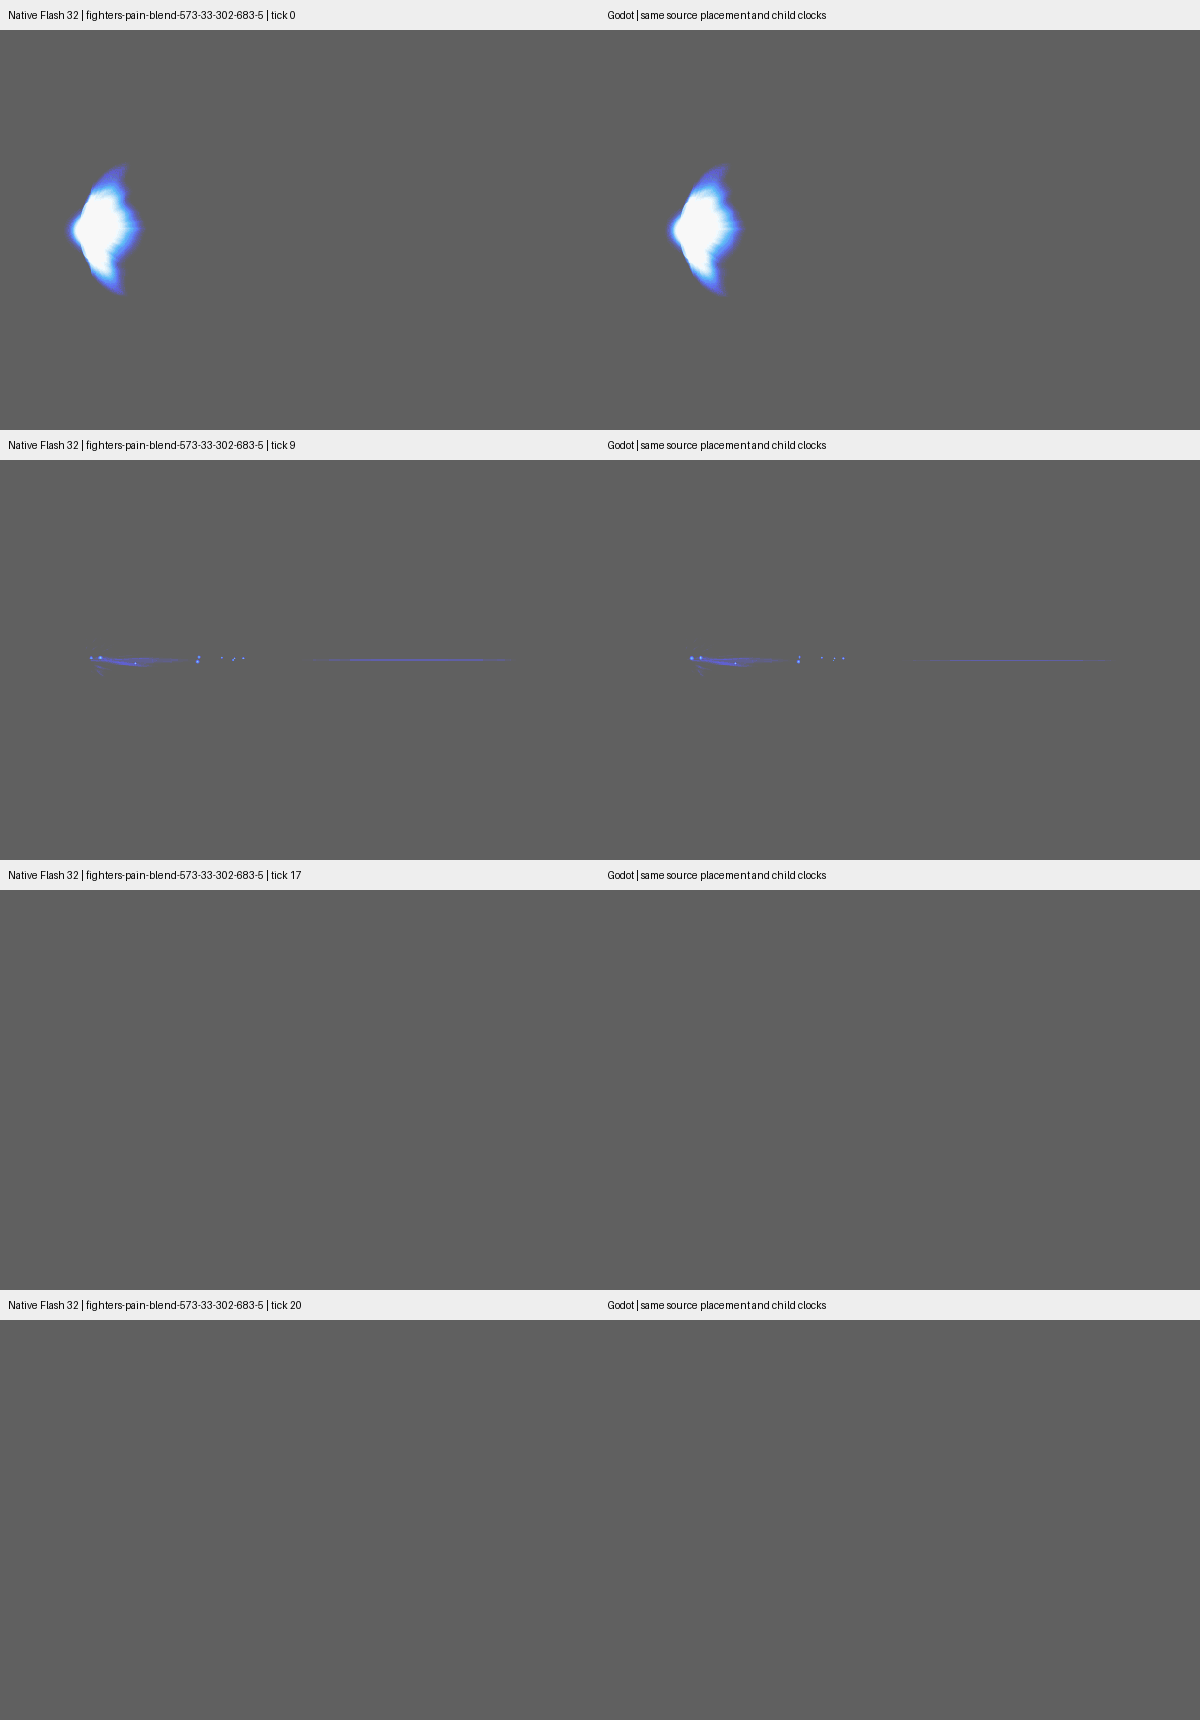 Native Flash 32 | fighters-pain-blend-573-33-302-683-5 | tick 0
Godot | same source placement and child clocks
Native Flash 32 | fighters-pain-blend-573-33-302-683-5 | tick 9
Godot | same source placement and child clocks
Native Flash 32 | fighters-pain-blend-573-33-302-683-5 | tick 17
Godot | same source placement and child clocks
Native Flash 32 | fighters-pain-blend-573-33-302-683-5 | tick 20
Godot | same source placement and child clocks